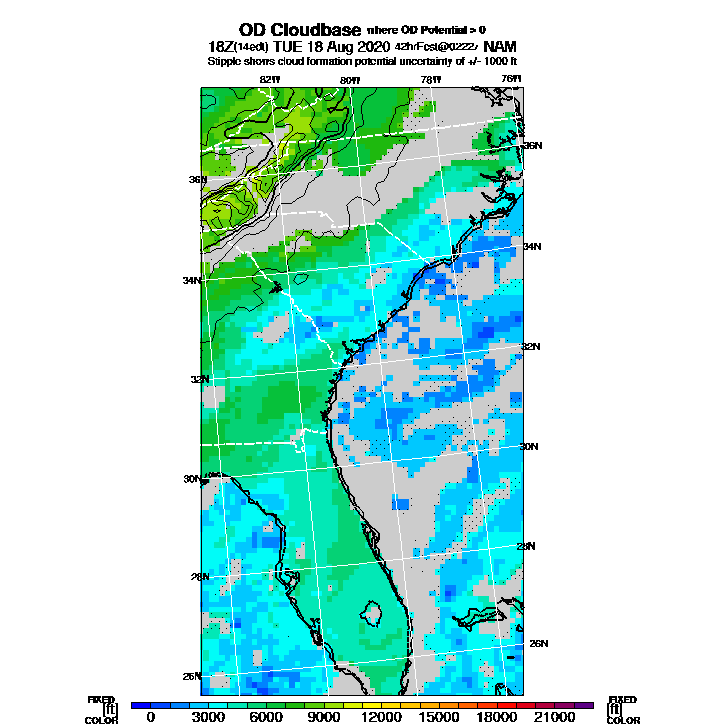 OD Cloudbase where OD Potential > 0
18Z(14edt) TUE 18 Aug 2020 42hrFcst@0222z NAM
Stipple shows cloud formation potential uncertainty of +/- 1000 ft
82W 80W 78W 76W
36N
36N
34N
34N
32N
32N
30N
30N
28N
28N
26N
26N
FIXED FIXED
[ft] [ft]
COLOR COLOR
0 3000 6000 9000 12000 15000 18000 21000